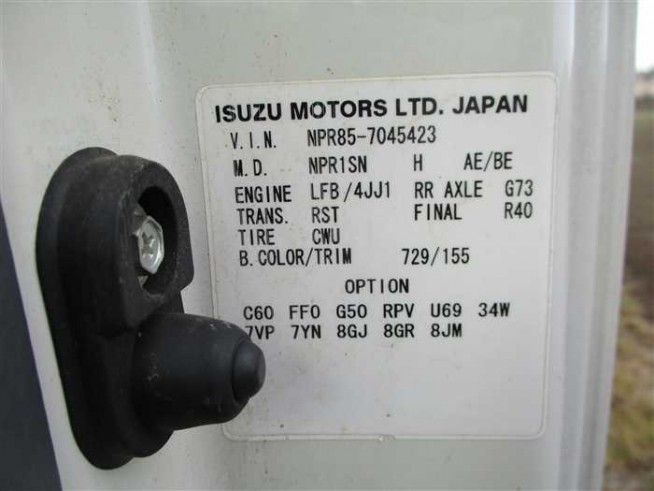 ISUZU MOTORS LTD. JAPAN
V.I.N. NPR85-7045423
M.D. NPR1SN H AE/BE
ENGINE LFB/4JJ1 RR AXLE G73
TRANS. RST FINAL R40
TIRE CWU
B.COLOR/TRIM 729/155
OPTION
C60 FF0 G50 RPV U69 34W
7VP 7YN 8GJ 8GR 8JM